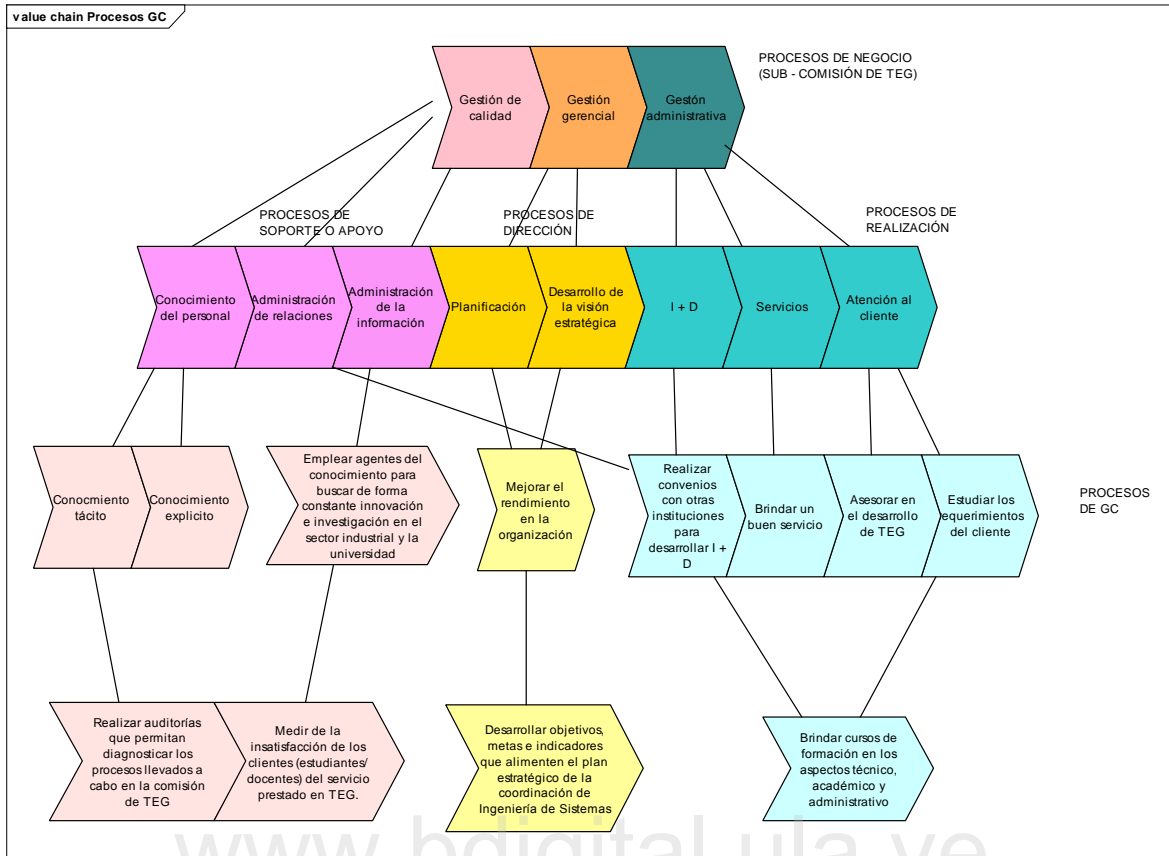 value chain Procesos GC
PROCESOS DE NEGOCIO
(SUB - COMISIÓN DE TEG)
Gestión de
calidad
Gestión
gerencial
Gestón
administrativa
PROCESOS DE
SOPORTE O APOYO
PROCESOS DE
DIRECCIÓN
PROCESOS DE
REALIZACIÓN
Conocimiento
del personal
Administración
de relaciones
Administración
de la
información
Planificación
Desarrollo de
la visión
estratégica
I + D
Servicios
Atención al
cliente
Conocmiento
tácito
Conocimiento
explicito
Emplear agentes del
conocimiento para
buscar de forma
constante innovación
e investigación en el
sector industrial y la
universidad
Mejorar el
rendimiento
en la
organización
Realizar
convenios
con otras
instituciones
para
desarrollar I +
D
Brindar un
buen servicio
Asesorar en
el desarrollo
de TEG
Estudiar los
requerimientos
del cliente
PROCESOS
DE GC
Realizar auditorías
que permitan
diagnosticar los
procesos llevados a
cabo en la comisión
de TEG
Medir de la
insatisfacción de los
clientes (estudiantes/
docentes) del servicio
prestado en TEG.
Desarrollar objetivos,
metas e indicadores
que alimenten el plan
estratégico de la
coordinación de
Ingeniería de Sistemas
Brindar cursos de
formación en los
aspectos técnico,
académico y
administrativo
www.bdigital.ula.ve